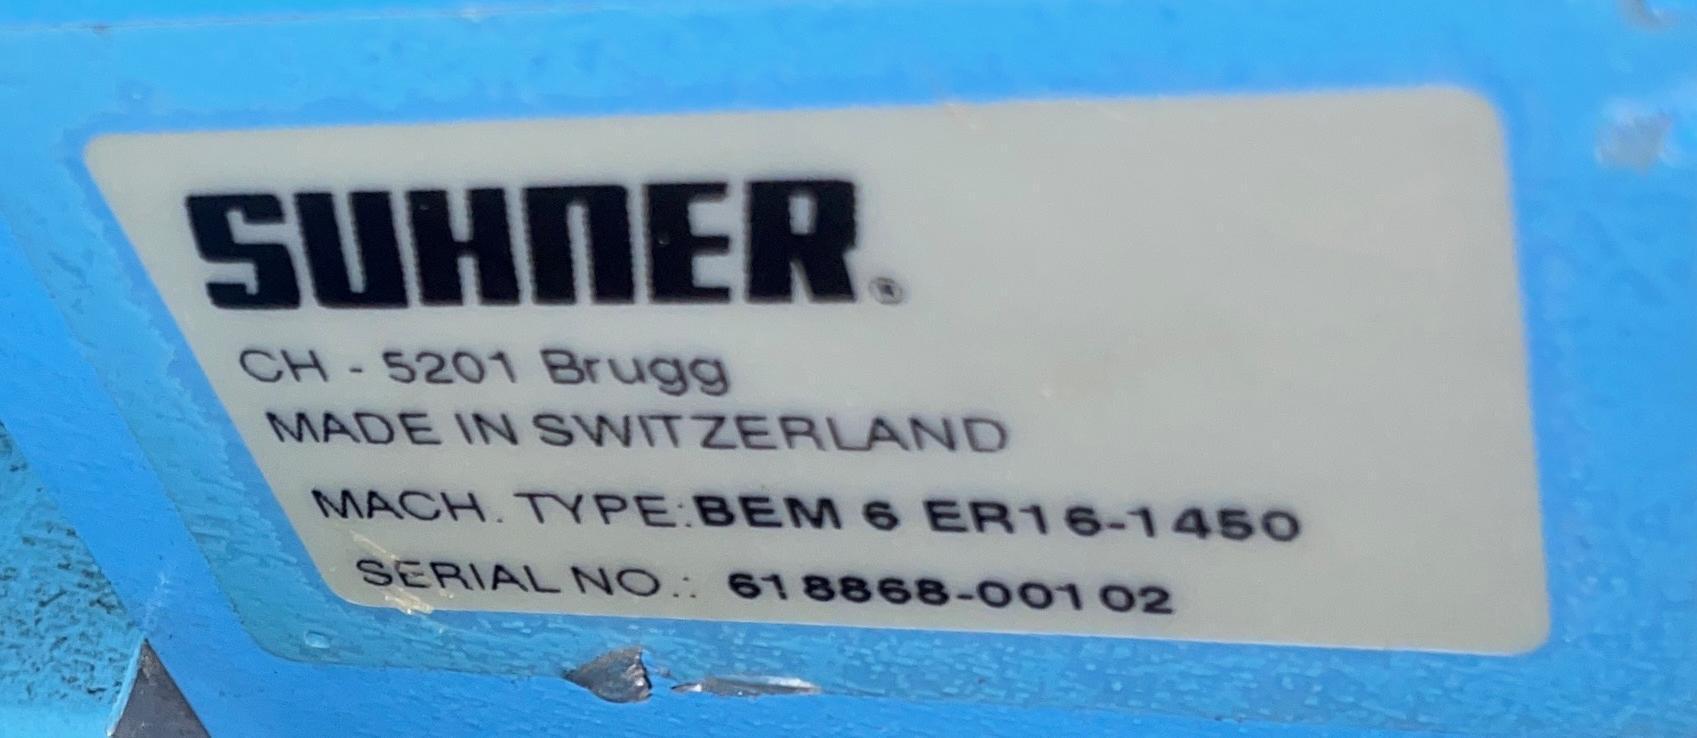 SUHNER®
CH - 5201 Brugg
MADE IN SWITZERLAND
MACH. TYPE: BEM 6 ER16-1450
SERIAL NO.: 618868-00102